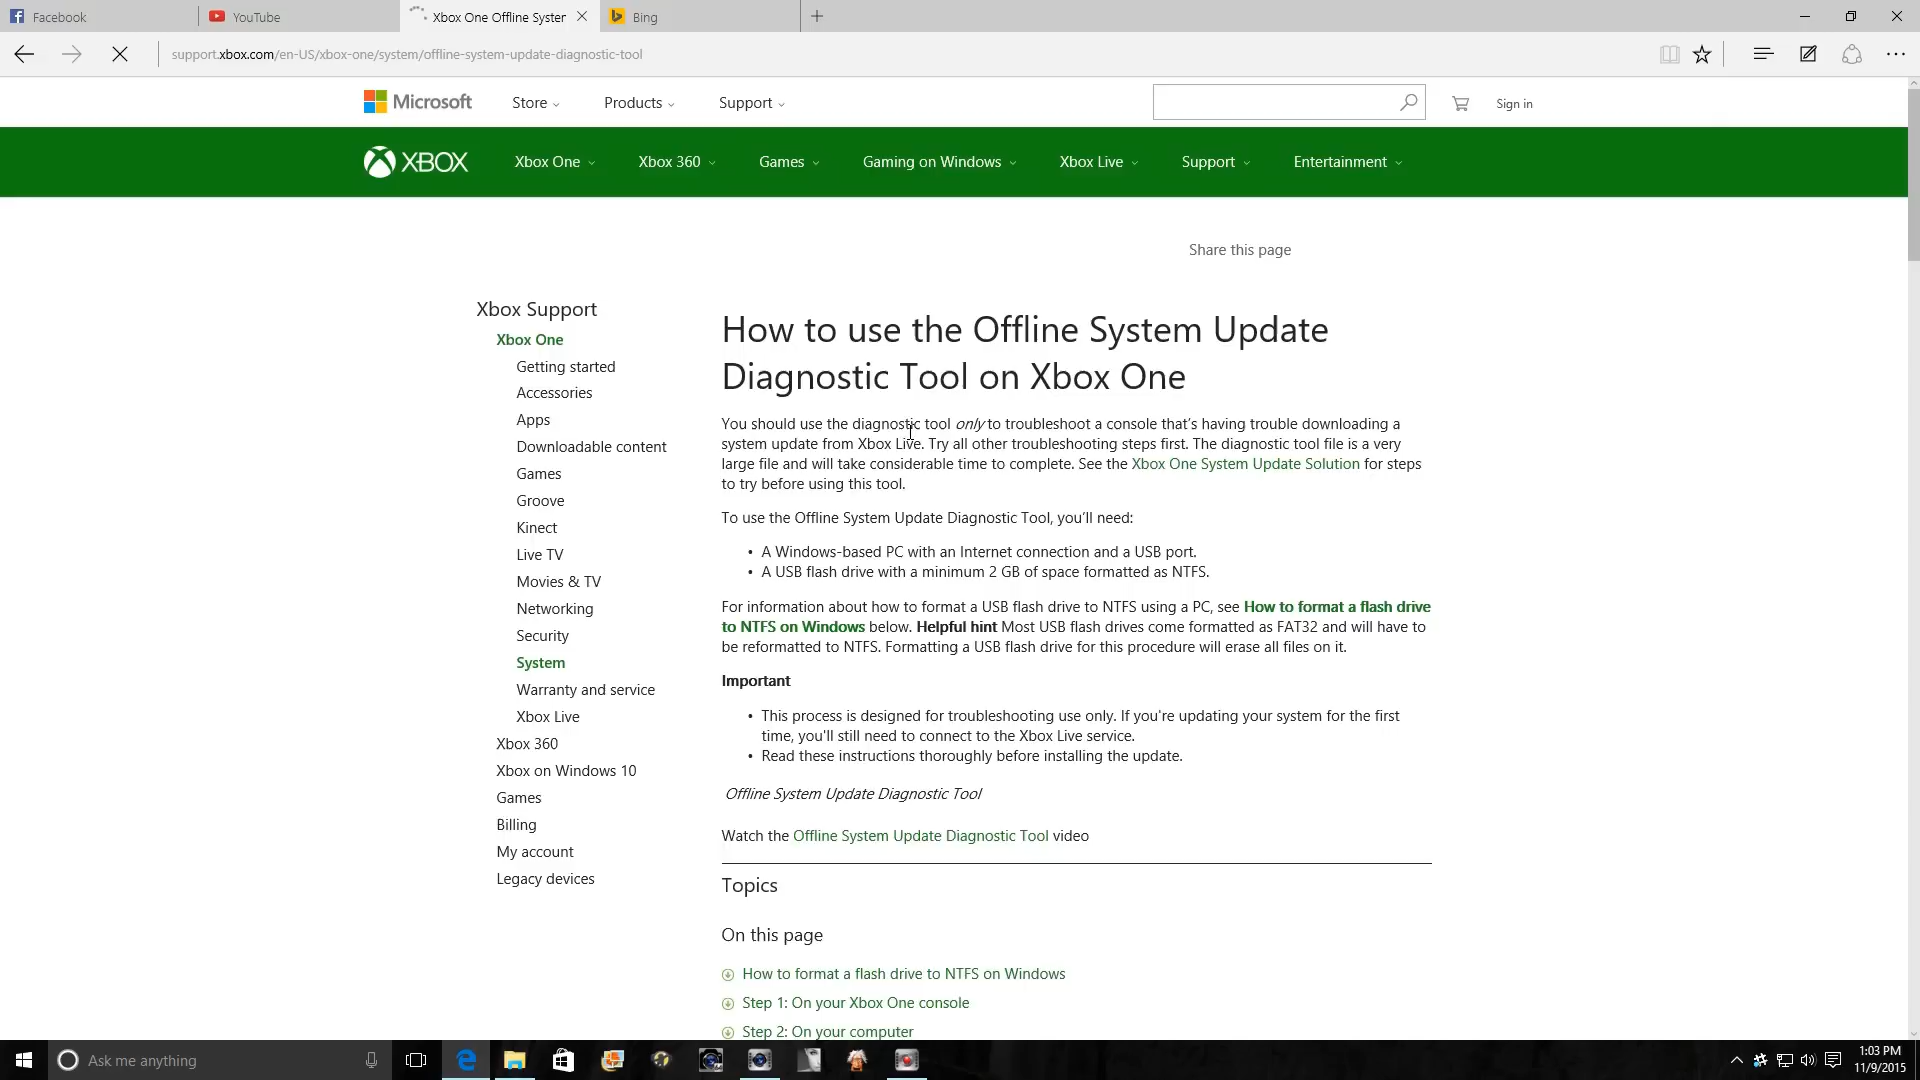 Facebook
YouTube
Xbox One Offline Syster
Bing
support.xbox.com/en-US/xbox-one/system/offline-system-update-diagnostic-tool
Microsoft
Store
Products
Support
Sign in
XBOX
Xbox One
Xbox 360
Games
Gaming on Windows
Xbox Live
Support
Entertainment
Share this page
Xbox Support
Xbox One
Getting started
Accessories
Apps
Downloadable content
Games
Groove
Kinect
Live TV
Movies & TV
Networking
Security
System
Warranty and service
Xbox Live
Xbox 360
Xbox on Windows 10
Games
Billing
My account
Legacy devices
How to use the Offline System Update
Diagnostic Tool on Xbox One
You should use the diagnostic tool only to troubleshoot a console that's having trouble downloading a
system update from Xbox Live. Try all other troubleshooting steps first. The diagnostic tool file is a very
large file and will take considerable time to complete. See the Xbox One System Update Solution for steps
to try before using this tool.
To use the Offline System Update Diagnostic Tool, you'll need:
• A Windows-based PC with an Internet connection and a USB port.
• A USB flash drive with a minimum 2 GB of space formatted as NTFS.
For information about how to format a USB flash drive to NTFS using a PC, see How to format a flash drive
to NTFS on Windows below. Helpful hint Most USB flash drives come formatted as FAT32 and will have to
be reformatted to NTFS. Formatting a USB flash drive for this procedure will erase all files on it.
Important
• This process is designed for troubleshooting use only. If you're updating your system for the first
time, you'll still need to connect to the Xbox Live service.
• Read these instructions thoroughly before installing the update.
Offline System Update Diagnostic Tool
Watch the Offline System Update Diagnostic Tool video
Topics
On this page
How to format a flash drive to NTFS on Windows
Step 1: On your Xbox One console
Step 2: On your computer
Ask me anything
1:03 PM
11/9/2015